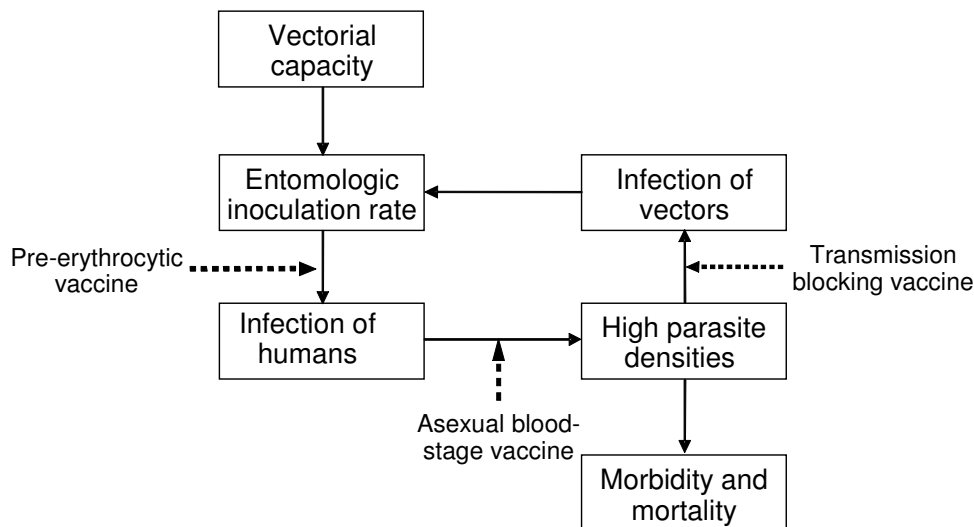 Vectorial
capacity
Entomologic
inoculation rate
Infection of
vectors
Pre-erythrocytic
vaccine
Transmission
blocking vaccine
Infection of
humans
High parasite
densities
Asexual blood-
stage vaccine
Morbidity and
mortality